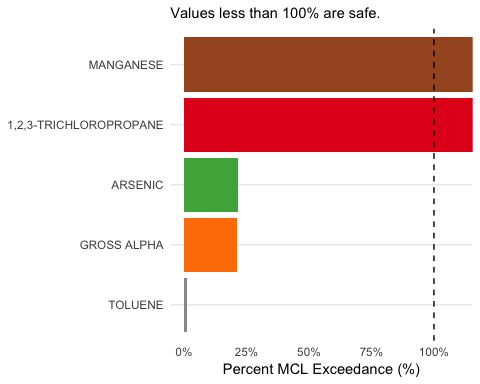 Values less than 100% are safe.
MANGANESE
1,2,3-TRICHLOROPROPANE
ARSENIC
GROSS ALPHA
TOLUENE
0% 25% 50% 75% 100%
Percent MCL Exceedance (%)